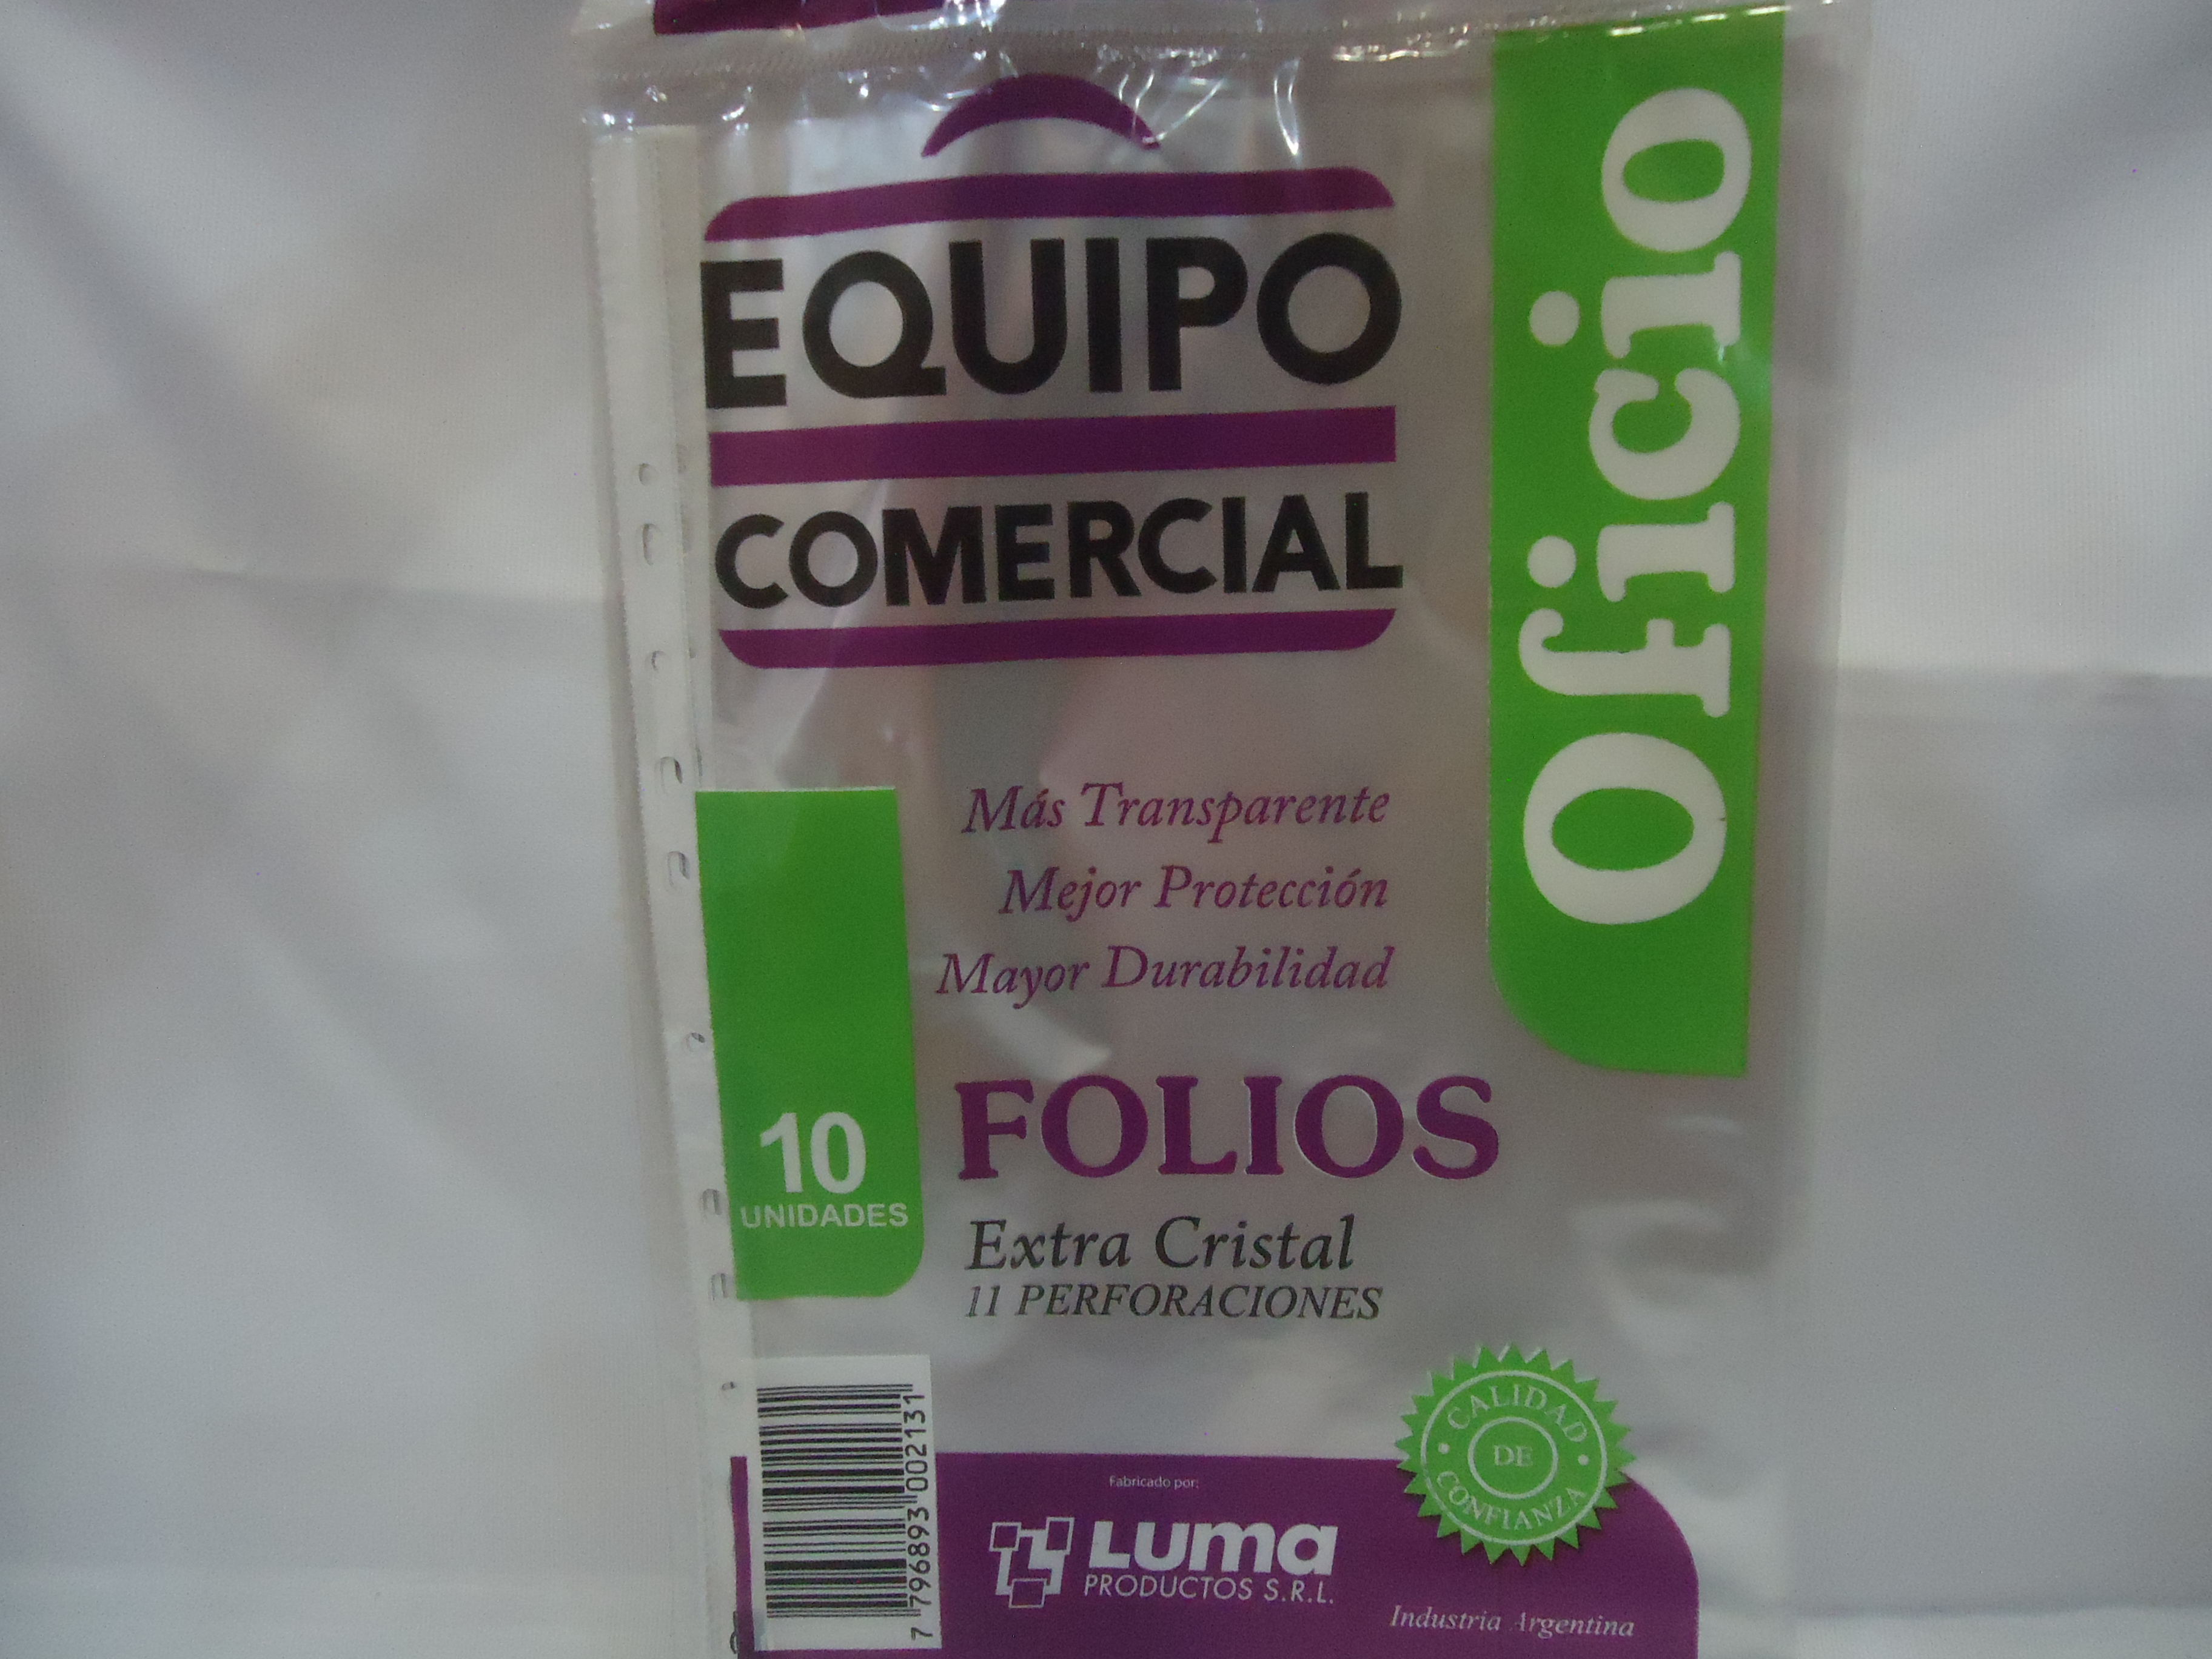 EQUIPO
COMERCIAL
Oficio
Más Transparente
Mejor Protección
Mayor Durabilidad
10
UNIDADES
FOLIOS
Extra Cristal
11 PERFORACIONES
7 796893 002131
Fabricado por:
Luma
PRODUCTOS S.R.L.
CALIDAD
DE
CONFIANZA
Industria Argentina